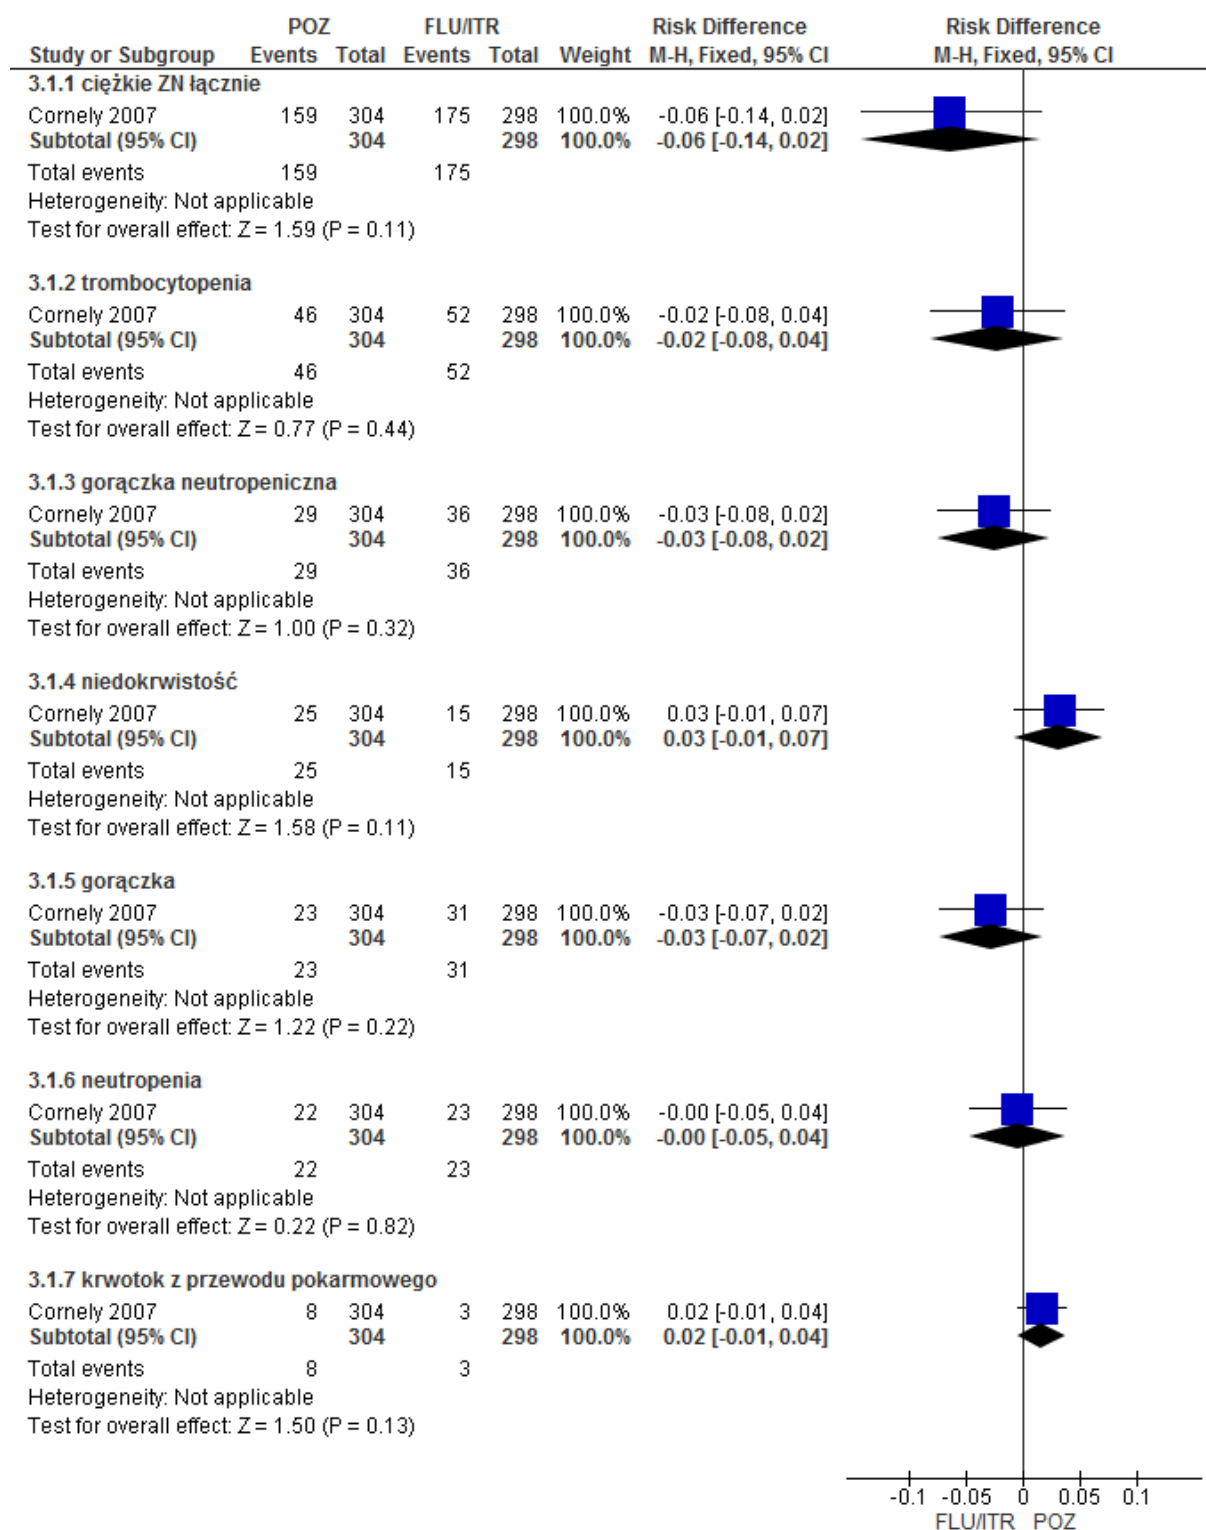 POZ FLU/ITR Risk Difference Risk Difference
Study or Subgroup Events Total Events Total Weight M-H, Fixed, 95% CI M-H, Fixed, 95% CI
3.1.1 ciężkie ZN łącznie
Cornely 2007 159 304 175 298 100.0% -0.06 [-0.14, 0.02]
Subtotal (95% CI) 304 298 100.0% -0.06 [-0.14, 0.02]
Total events 159 175
Heterogeneity: Not applicable
Test for overall effect: Z = 1.59 (P = 0.11)
3.1.2 trombocytopenia
Cornely 2007 46 304 52 298 100.0% -0.02 [-0.08, 0.04]
Subtotal (95% CI) 304 298 100.0% -0.02 [-0.08, 0.04]
Total events 46 52
Heterogeneity: Not applicable
Test for overall effect: Z = 0.77 (P = 0.44)
3.1.3 gorączka neutropeniczna
Cornely 2007 29 304 36 298 100.0% -0.03 [-0.08, 0.02]
Subtotal (95% CI) 304 298 100.0% -0.03 [-0.08, 0.02]
Total events 29 36
Heterogeneity: Not applicable
Test for overall effect: Z = 1.00 (P = 0.32)
3.1.4 niedokrwistość
Cornely 2007 25 304 15 298 100.0% 0.03 [-0.01, 0.07]
Subtotal (95% CI) 304 298 100.0% 0.03 [-0.01, 0.07]
Total events 25 15
Heterogeneity: Not applicable
Test for overall effect: Z = 1.58 (P = 0.11)
3.1.5 gorączka
Cornely 2007 23 304 31 298 100.0% -0.03 [-0.07, 0.02]
Subtotal (95% CI) 304 298 100.0% -0.03 [-0.07, 0.02]
Total events 23 31
Heterogeneity: Not applicable
Test for overall effect: Z = 1.22 (P = 0.22)
3.1.6 neutropenia
Cornely 2007 22 304 23 298 100.0% -0.00 [-0.05, 0.04]
Subtotal (95% CI) 304 298 100.0% -0.00 [-0.05, 0.04]
Total events 22 23
Heterogeneity: Not applicable
Test for overall effect: Z = 0.22 (P = 0.82)
3.1.7 krwotok z przewodu pokarmowego
Cornely 2007 8 304 3 298 100.0% 0.02 [-0.01, 0.04]
Subtotal (95% CI) 304 298 100.0% 0.02 [-0.01, 0.04]
Total events 8 3
Heterogeneity: Not applicable
Test for overall effect: Z = 1.50 (P = 0.13)
-0.1 -0.05 0 0.05 0.1
FLU/ITR POZ